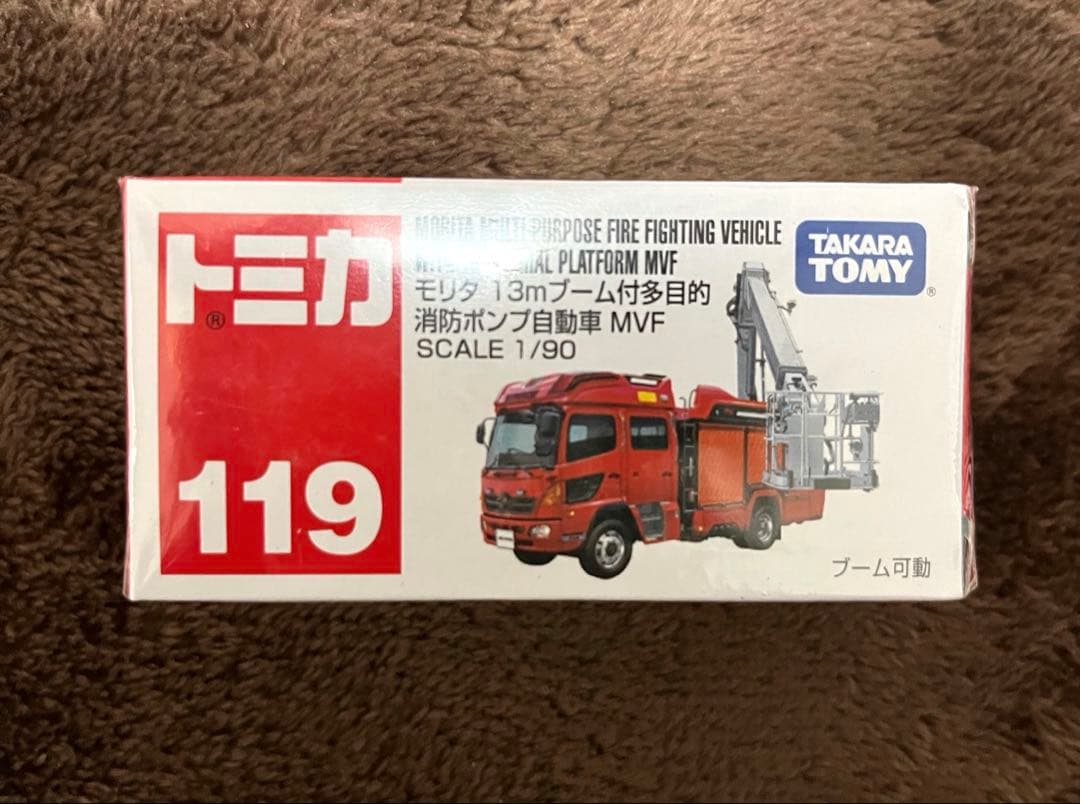 トミカ
®
119
MORITA MULTI PURPOSE FIRE FIGHTING VEHICLE
PLATFORM MVF
モリタ 13mブーム付多目的
消防ポンプ自動車 MVF
SCALE 1/90
TAKARA
TOMY
®
ブーム可動